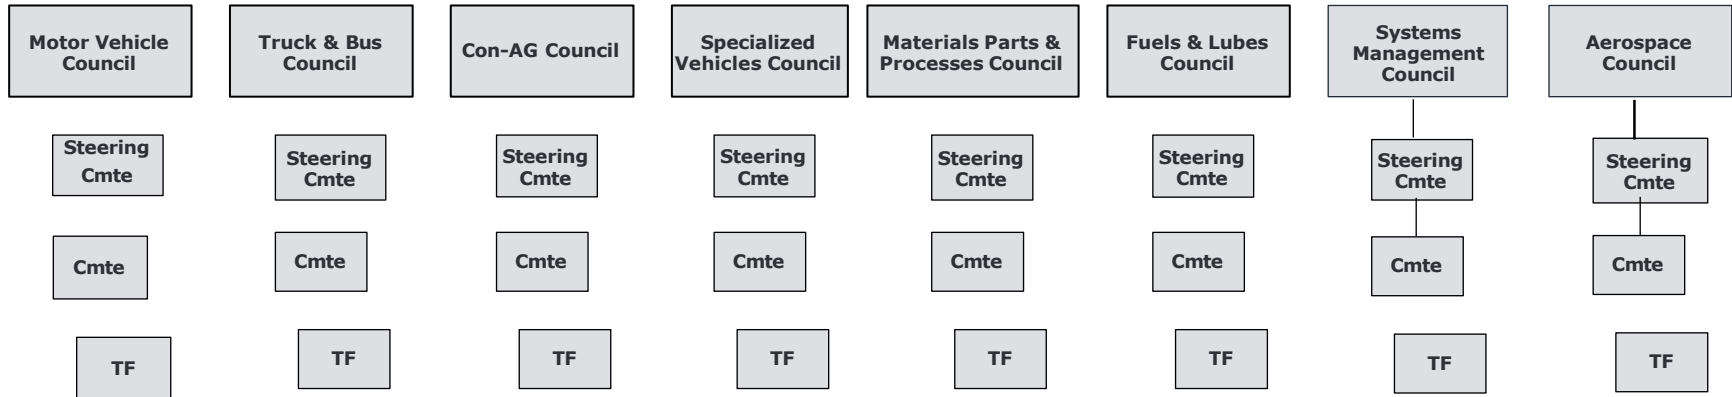 Motor Vehicle
Council
Truck & Bus
Council
Con-AG Council
Specialized
Vehicles Council
Materials Parts &
Processes Council
Fuels & Lubes
Council
Systems
Management
Council
Aerospace
Council
Steering
Cmte
Steering
Cmte
Steering
Cmte
Steering
Cmte
Steering
Cmte
Steering
Cmte
Steering
Cmte
Steering
Cmte
Cmte
Cmte
Cmte
Cmte
Cmte
Cmte
Cmte
Cmte
TF
TF
TF
TF
TF
TF
TF
TF